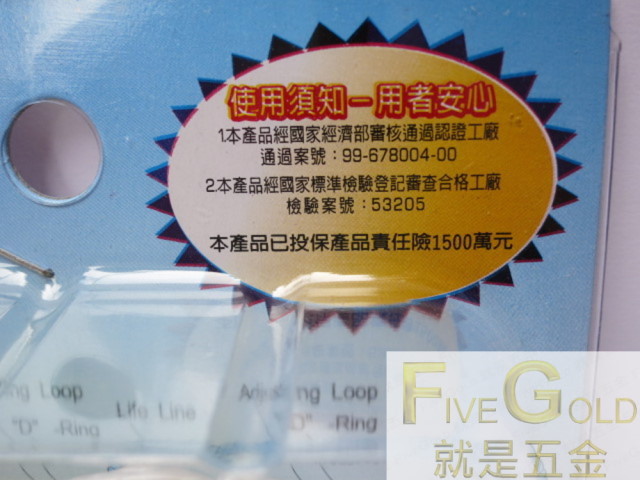 使用須知－用者安心
1.本產品經國家經濟部審核通過認證工廠
通過案號：99-678004-00
2.本產品經國家標準檢驗登記審查合格工廠
檢驗案號：53205
本產品已投保產品責任險1500萬元
Loop
"D" -Ring
Life Line
Loop
"D" -Ring
FIVE GOLD
就是五金